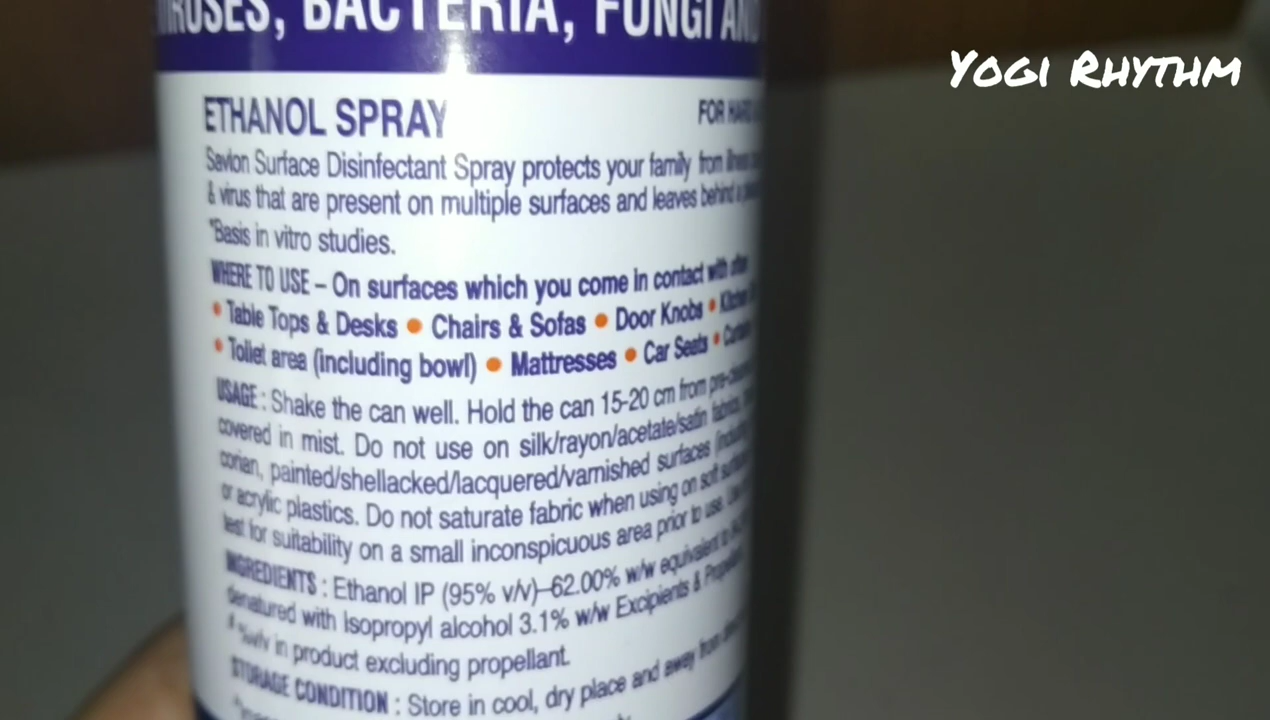 VIRUSES, BACTERIA, FUNGI AND
YOGI RHYTHM
ETHANOL SPRAY FOR HARD
Savlon Surface Disinfectant Spray protects your family from illness
& virus that are present on multiple surfaces and leaves behind a
*Basis in vitro studies.
WHERE TO USE – On surfaces which you come in contact with often
• Table Tops & Desks • Chairs & Sofas • Door Knobs • Kitchen
• Toilet area (including bowl) • Mattresses • Car Seats • Curtain
USAGE : Shake the can well. Hold the can 15-20 cm from pre-cleaned
covered in mist. Do not use on silk/rayon/acetate/satin fabrics,
corian, painted/shellacked/lacquered/varnished surfaces (including
or acrylic plastics. Do not saturate fabric when using on soft surfaces
test for suitability on a small inconspicuous area prior to use.
INGREDIENTS : Ethanol IP (95% v/v)–62.00% w/w equivalent to
denatured with Isopropyl alcohol 3.1% w/w Excipients & Propellant
# %v/v in product excluding propellant.
STORAGE CONDITION : Store in cool, dry place and away from